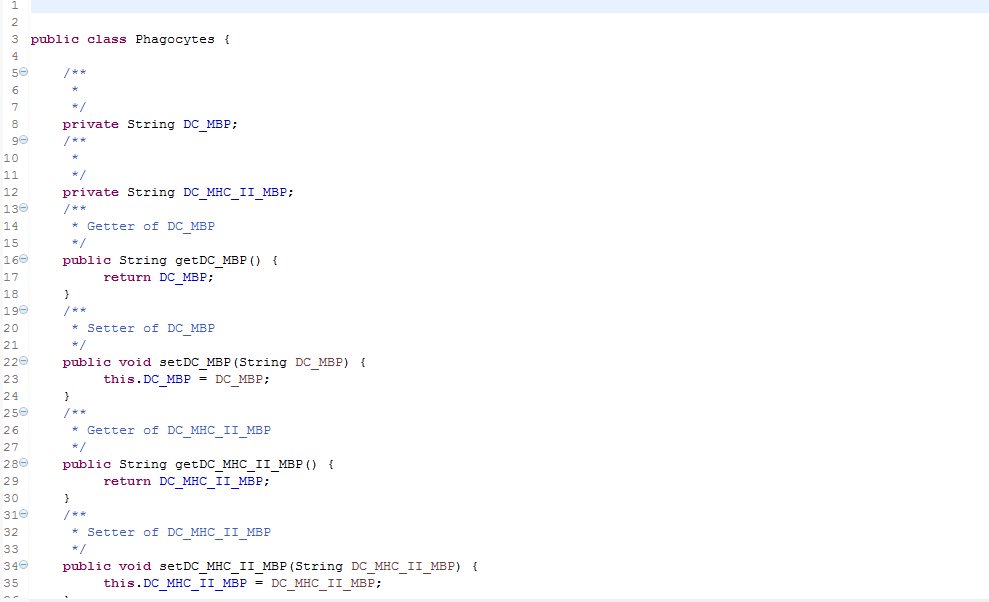 1
2
3 public class Phagocytes {
4
5 /**
6 *
7 */
8 private String DC_MBP;
9 /**
10 *
11 */
12 private String DC_MHC_II_MBP;
13 /**
14 * Getter of DC_MBP
15 */
16 public String getDC_MBP() {
17 return DC_MBP;
18 }
19 /**
20 * Setter of DC_MBP
21 */
22 public void setDC_MBP(String DC_MBP) {
23 this.DC_MBP = DC_MBP;
24 }
25 /**
26 * Getter of DC_MHC_II_MBP
27 */
28 public String getDC_MHC_II_MBP() {
29 return DC_MHC_II_MBP;
30 }
31 /**
32 * Setter of DC_MHC_II_MBP
33 */
34 public void setDC_MHC_II_MBP(String DC_MHC_II_MBP) {
35 this.DC_MHC_II_MBP = DC_MHC_II_MBP;